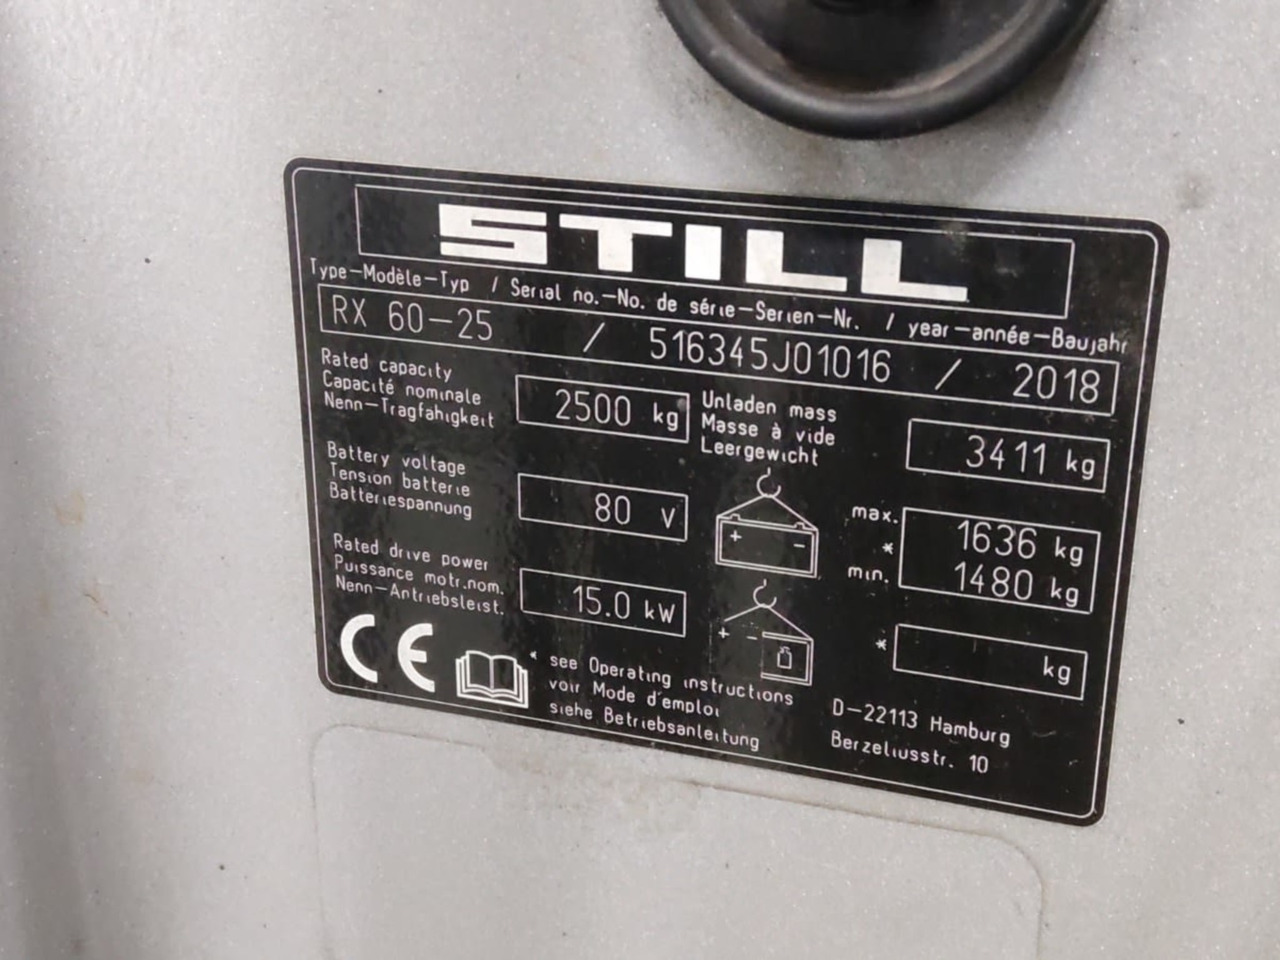 STILL
Type–Modèle–Typ / Serial no.–No. de série–Serien–Nr. / year–année–Baujahr
RX 60–25 / 516345J01016 / 2018
Rated capacity
Capacité nominale
Nenn–Tragfähigkeit
2500 kg
Unladen mass
Masse à vide
Leergewicht
3411 kg
Battery voltage
Tension batterie
Batteriespannung
80 V
+ −
max. 1636 kg
*
min. 1480 kg
Rated drive power
Puissance motr.nom.
Nenn–Antriebsleist.
15.0 kW
+ −
* kg
CE
* see Operating instructions
voir Mode d'emploi
siehe Betriebsanleitung
D–22113 Hamburg
Berzeliusstr. 10